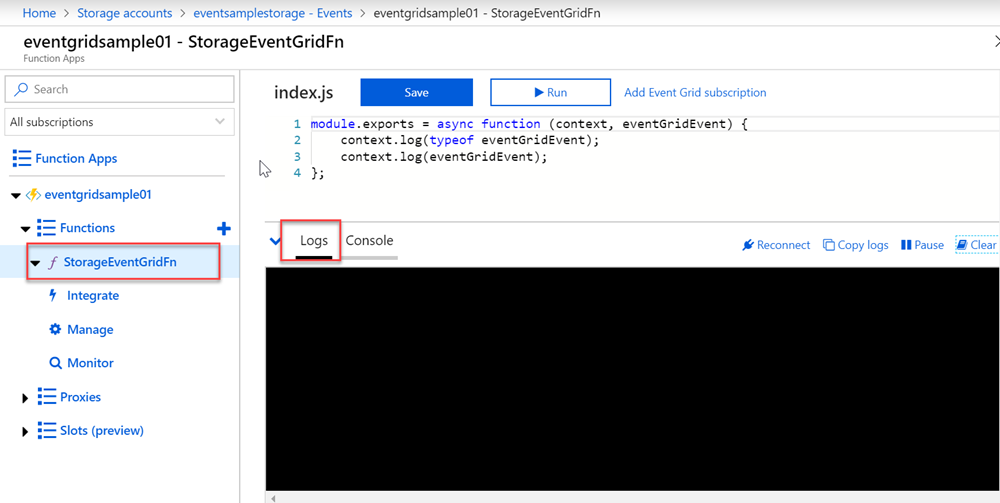 Home > Storage accounts > eventsamplestorage - Events > eventgridsample01 - StorageEventGridFn
eventgridsample01 - StorageEventGridFn
Function Apps
Search
All subscriptions
Function Apps
eventgridsample01
Functions
StorageEventGridFn
Integrate
Manage
Monitor
Proxies
Slots (preview)
index.js Save Run Add Event Grid subscription
1 module.exports = async function (context, eventGridEvent) {
2 context.log(typeof eventGridEvent);
3 context.log(eventGridEvent);
4 };
Logs Console Reconnect Copy logs Pause Clear